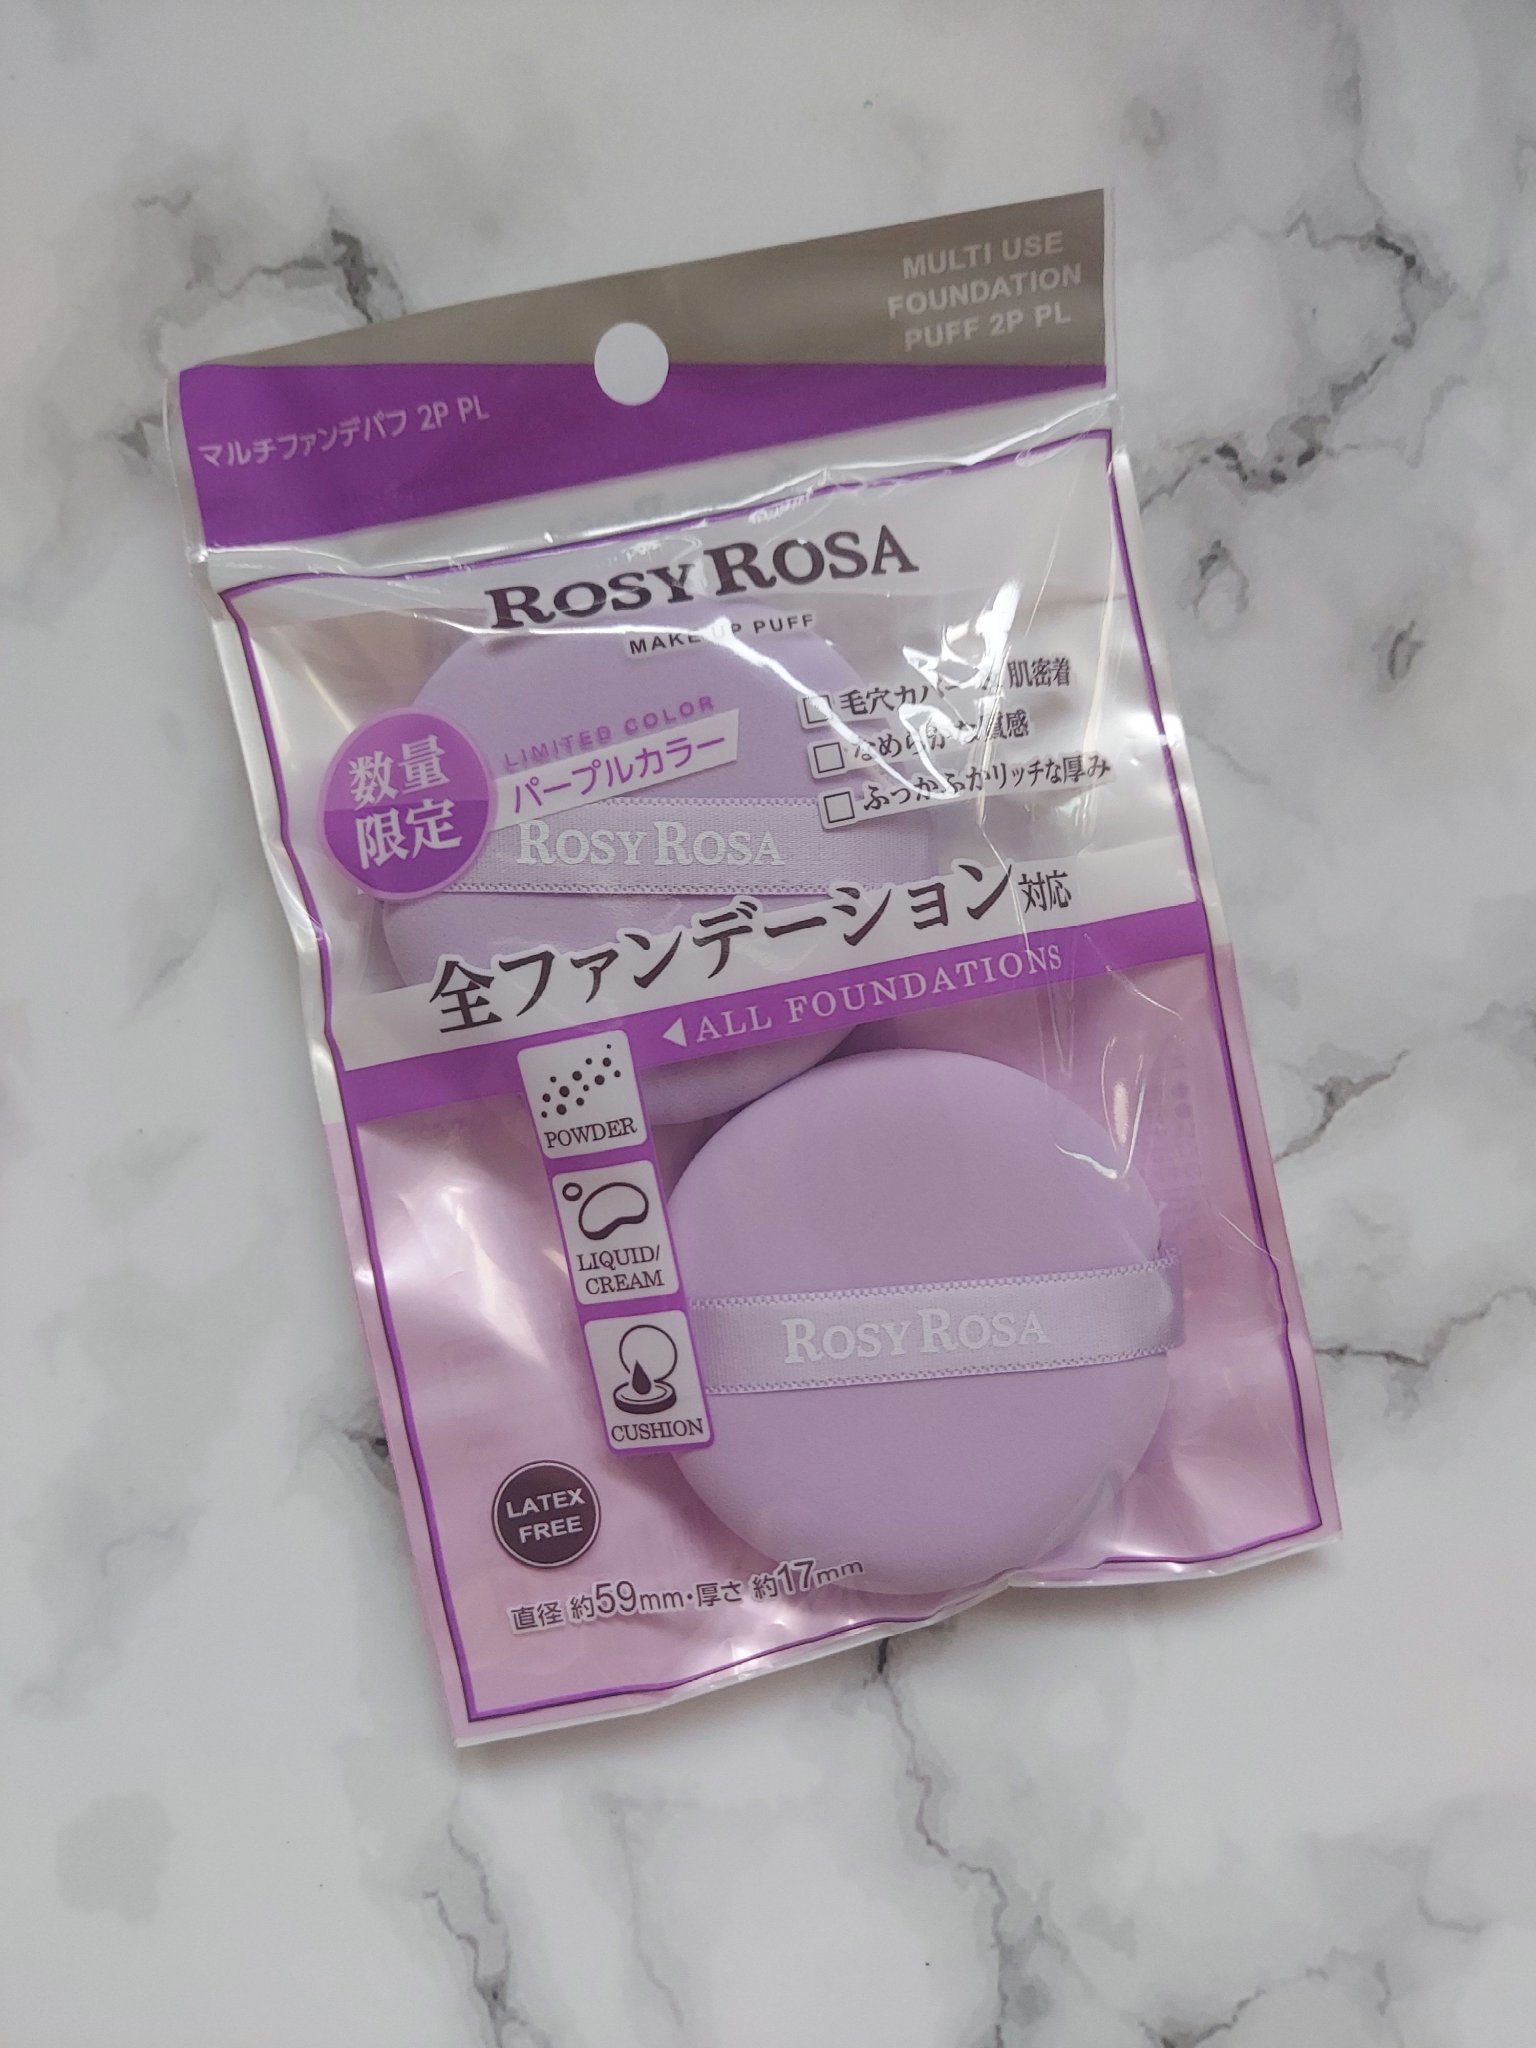 MULTI USE
FOUNDATION
PUFF 2P PL
マルチファンデパフ 2P PL
ROSY ROSA
MAKE UP PUFF
数量
限定
LIMITED COLOR
パープルカラー
毛穴カバー 肌密着
なめらかな質感
ふっかふかリッチな厚み
ROSY ROSA
全ファンデーション対応
ALL FOUNDATIONS
POWDER
LIQUID/
CREAM
CUSHION
ROSY ROSA
LATEX
FREE
直径 約59mm・厚さ 約17mm